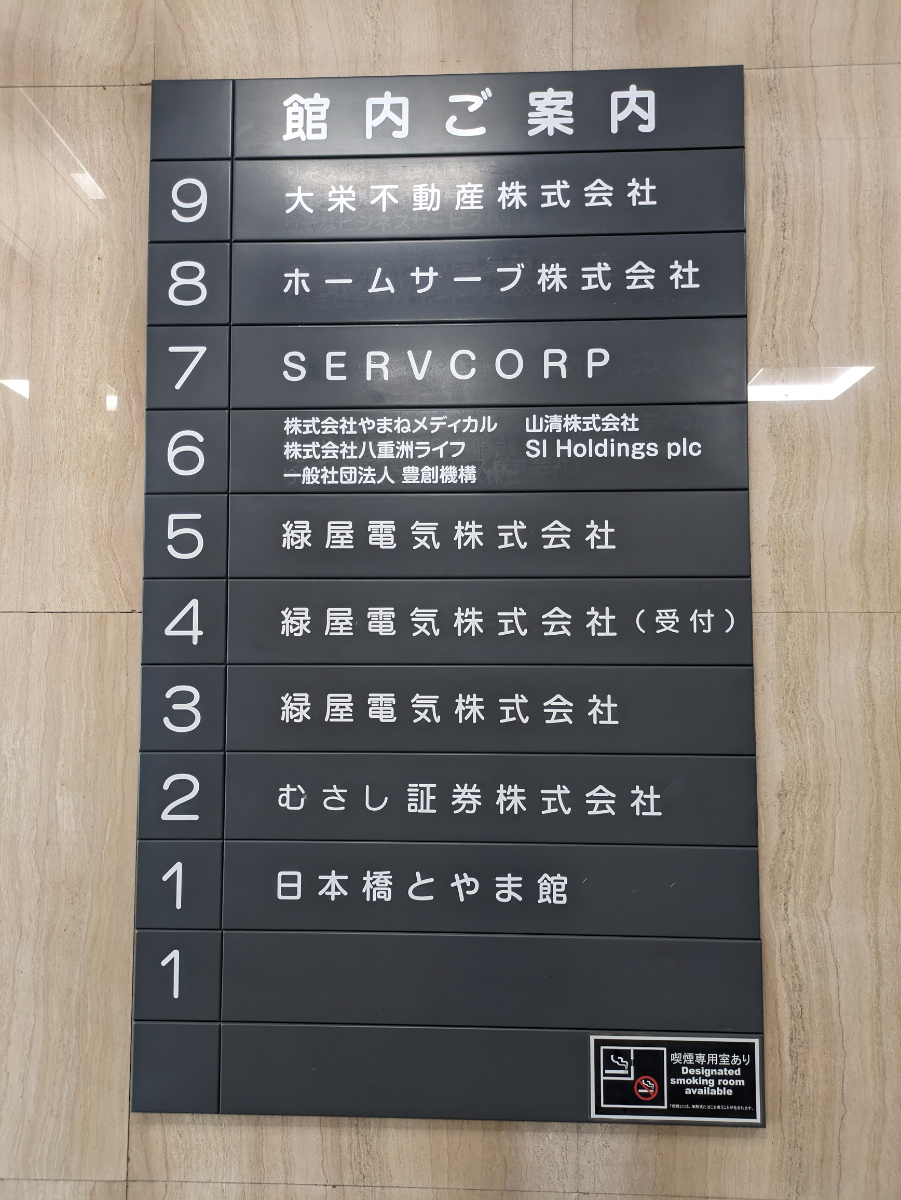 館内ご案内
9 大栄不動産株式会社
8 ホームサーブ株式会社
7 SERVCORP
6 株式会社やまねメディカル 山清株式会社
株式会社八重洲ライフ SI Holdings plc
一般社団法人 豊創機構
5 緑屋電気株式会社
4 緑屋電気株式会社（受付）
3 緑屋電気株式会社
2 むさし証券株式会社
1 日本橋とやま館
1
喫煙専用室あり
Designated
smoking room
available